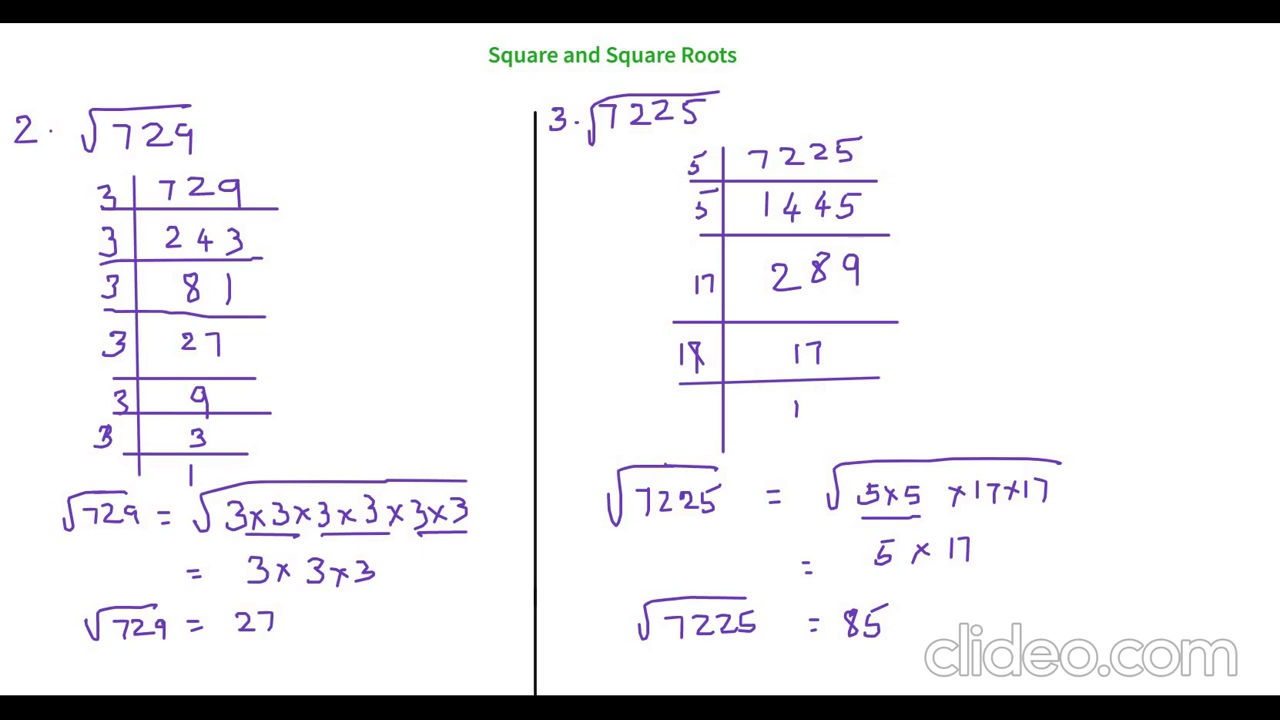 Square and Square Roots
2. √729
3 | 729
3 | 243
3 | 81
3 | 27
3 | 9
3 | 3
1
√729 = √3×3×3×3×3×3
= 3×3×3
√729 = 27
3. √7225
5 | 7225
5 | 1445
17 | 289
17 | 17
1
√7225 = √5×5×17×17
= 5×17
√7225 = 85
clideo.com